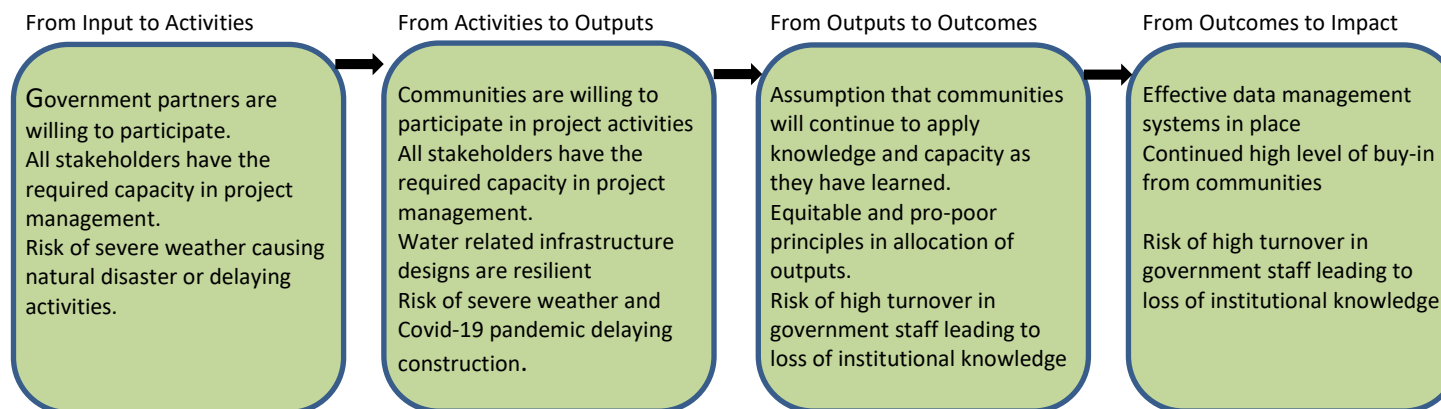 From Input to Activities
Government partners are
willing to participate.
All stakeholders have the
required capacity in project
management.
Risk of severe weather causing
natural disaster or delaying
activities.
From Activities to Outputs
Communities are willing to
participate in project activities
All stakeholders have the
required capacity in project
management.
Water related infrastructure
designs are resilient
Risk of severe weather and
Covid-19 pandemic delaying
construction.
From Outputs to Outcomes
Assumption that communities
will continue to apply
knowledge and capacity as
they have learned.
Equitable and pro-poor
principles in allocation of
outputs.
Risk of high turnover in
government staff leading to
loss of institutional knowledge
From Outcomes to Impact
Effective data management
systems in place
Continued high level of buy-in
from communities
Risk of high turnover in
government staff leading to
loss of institutional knowledge